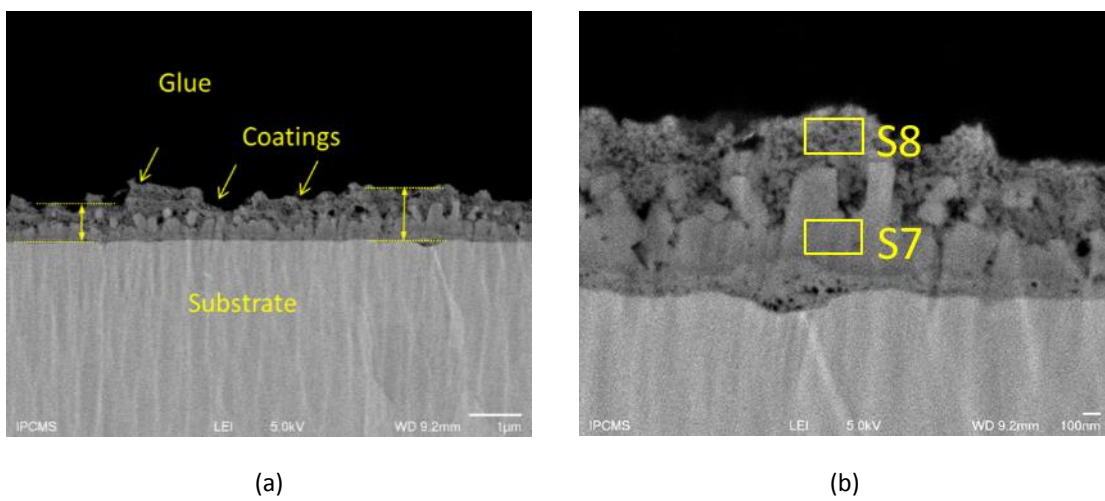 Glue
Coatings
Substrate
IPCMS LEI 5.0kV WD 9.2mm 1µm
S8
S7
IPCMS LEI 5.0kV WD 9.2mm 100nm
(a) (b)